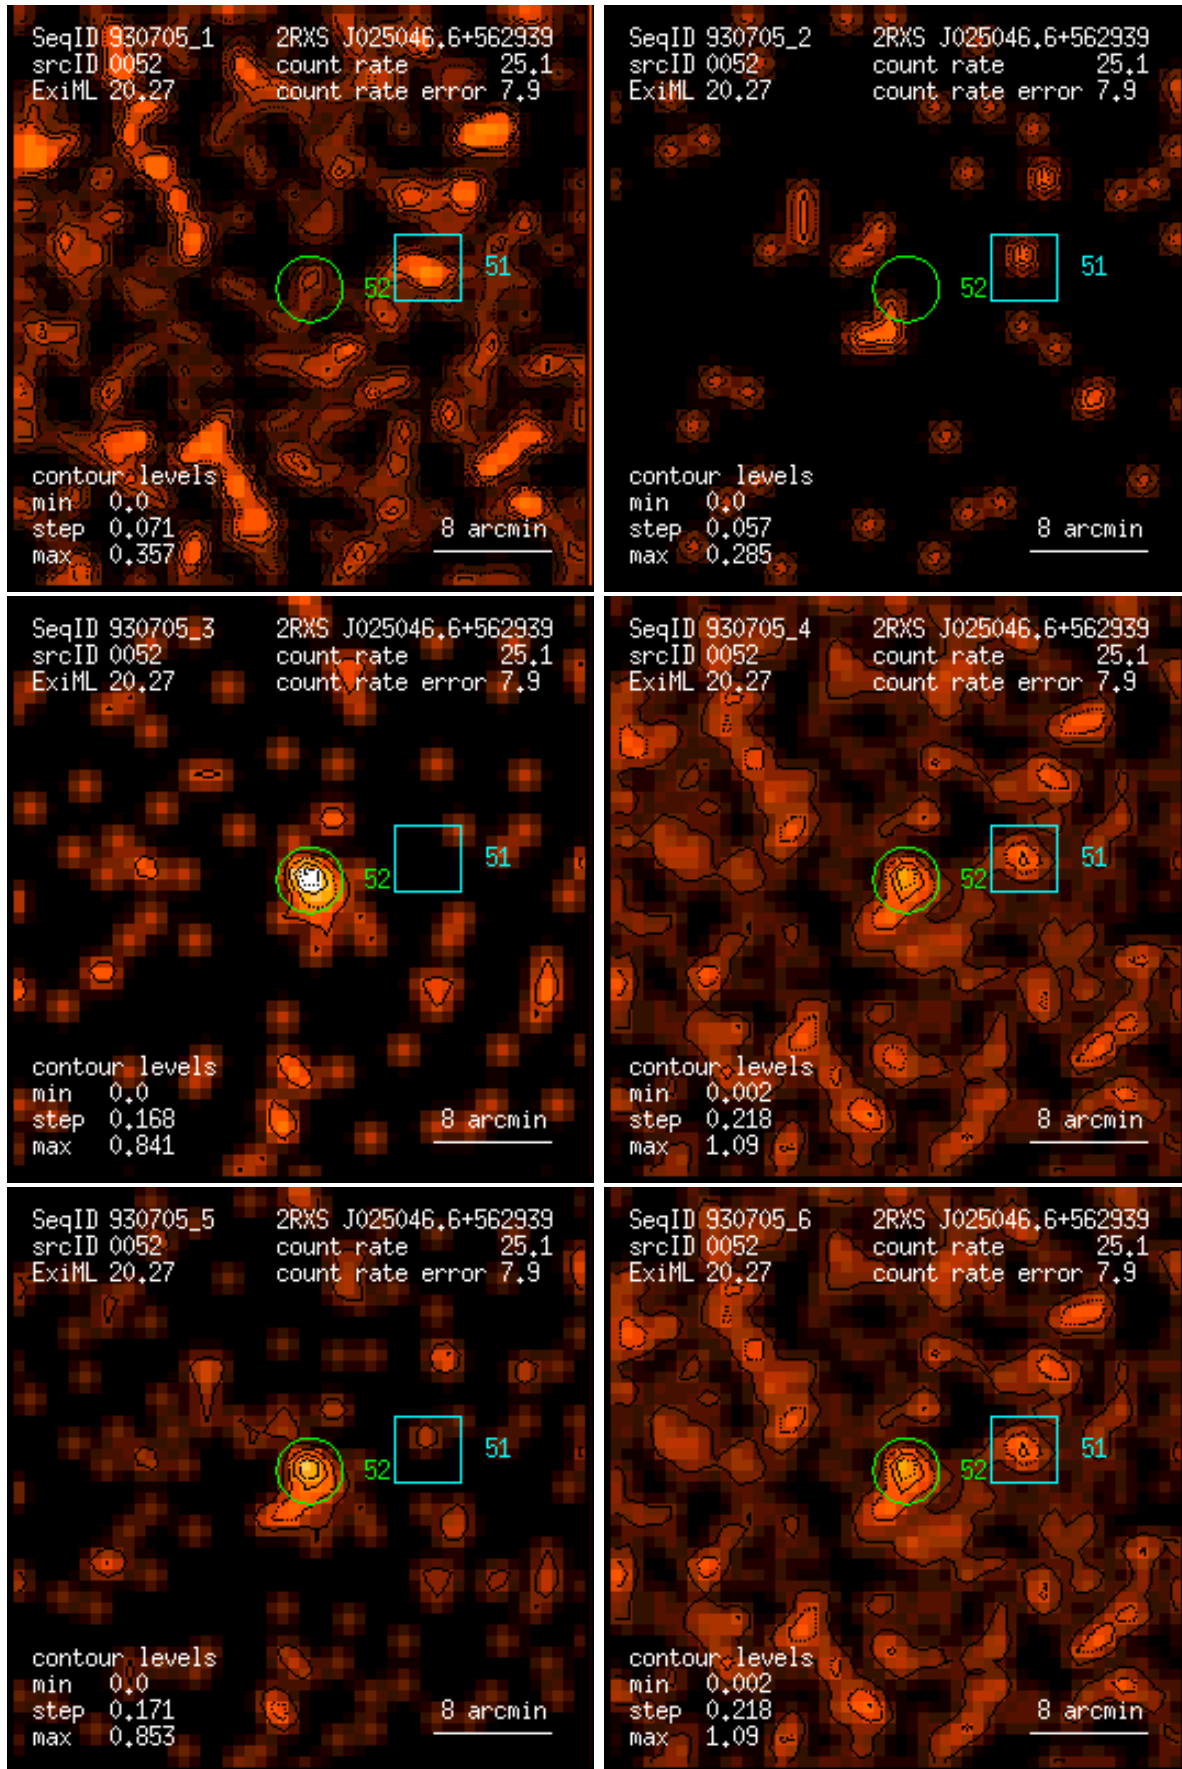 SeqID 930705_1 2RXS J025046.6+562939
srcID 0052 count rate 25.1
ExiML 20.27 count rate error 7.9
51
52
contour levels
min 0.0
step 0.071
max 0.357
8 arcmin
SeqID 930705_2 2RXS J025046.6+562939
srcID 0052 count rate 25.1
ExiML 20.27 count rate error 7.9
51
52
contour levels
min 0.0
step 0.057
max 0.285
8 arcmin
SeqID 930705_3 2RXS J025046.6+562939
srcID 0052 count rate 25.1
ExiML 20.27 count rate error 7.9
51
52
contour levels
min 0.0
step 0.168
max 0.841
8 arcmin
SeqID 930705_4 2RXS J025046.6+562939
srcID 0052 count rate 25.1
ExiML 20.27 count rate error 7.9
51
52
contour levels
min 0.002
step 0.218
max 1.09
8 arcmin
SeqID 930705_5 2RXS J025046.6+562939
srcID 0052 count rate 25.1
ExiML 20.27 count rate error 7.9
51
52
contour levels
min 0.0
step 0.171
max 0.853
8 arcmin
SeqID 930705_6 2RXS J025046.6+562939
srcID 0052 count rate 25.1
ExiML 20.27 count rate error 7.9
51
52
contour levels
min 0.002
step 0.218
max 1.09
8 arcmin